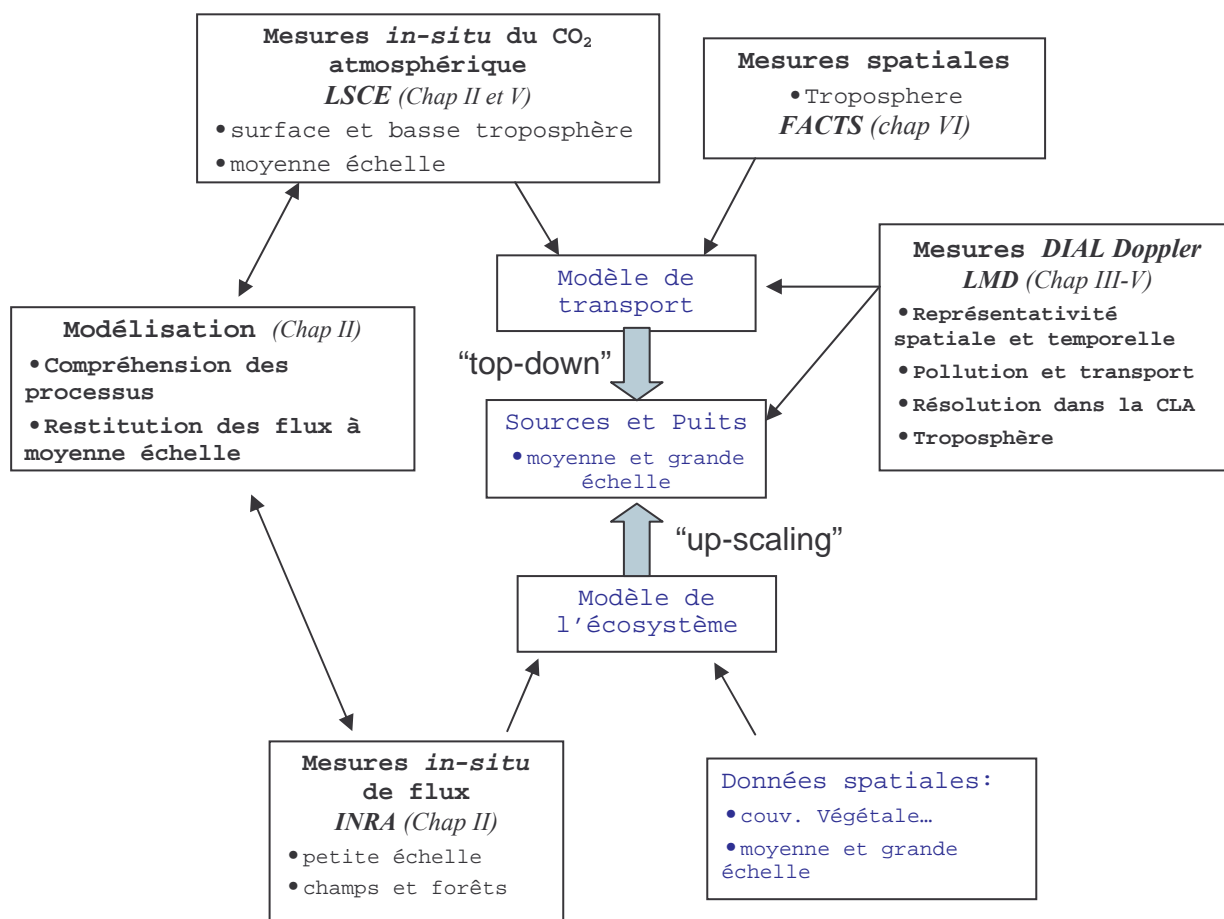 Mesures in-situ du CO₂
atmosphérique
LSCE (Chap II et V)
•surface et basse troposphère
•moyenne échelle
Mesures spatiales
•Troposphere
FACTS (chap VI)
Modèle de
transport
Mesures DIAL Doppler
LMD (Chap III-V)
•Représentativité
spatiale et temporelle
•Pollution et transport
•Résolution dans la CLA
•Troposphère
Modélisation (Chap II)
•Compréhension des
processus
•Restitution des flux à
moyenne échelle
“top-down”
Sources et Puits
•moyenne et grande
échelle
“up-scaling”
Modèle de
l’écosystème
Mesures in-situ
de flux
INRA (Chap II)
•petite échelle
•champs et forêts
Données spatiales:
•couv. Végétale…
•moyenne et grande
échelle